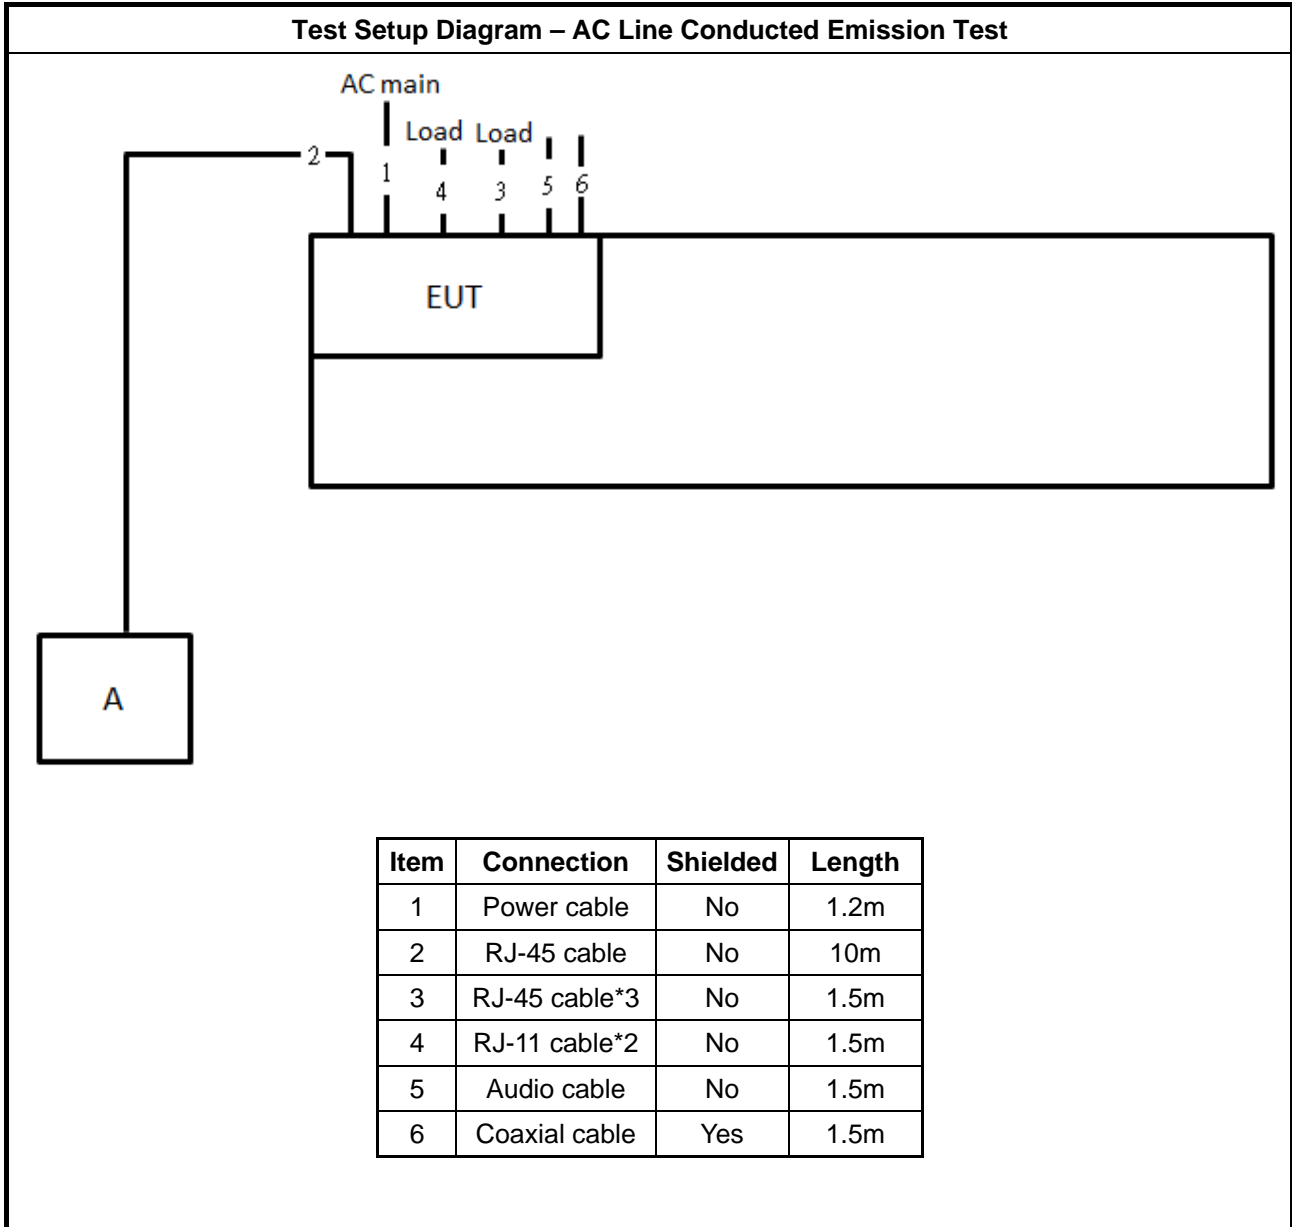 Test Setup Diagram – AC Line Conducted Emission Test
AC main
Load Load
2
1
4
3
5
6
EUT
A
Item Connection Shielded Length
1 Power cable No 1.2m
2 RJ-45 cable No 10m
3 RJ-45 cable*3 No 1.5m
4 RJ-11 cable*2 No 1.5m
5 Audio cable No 1.5m
6 Coaxial cable Yes 1.5m